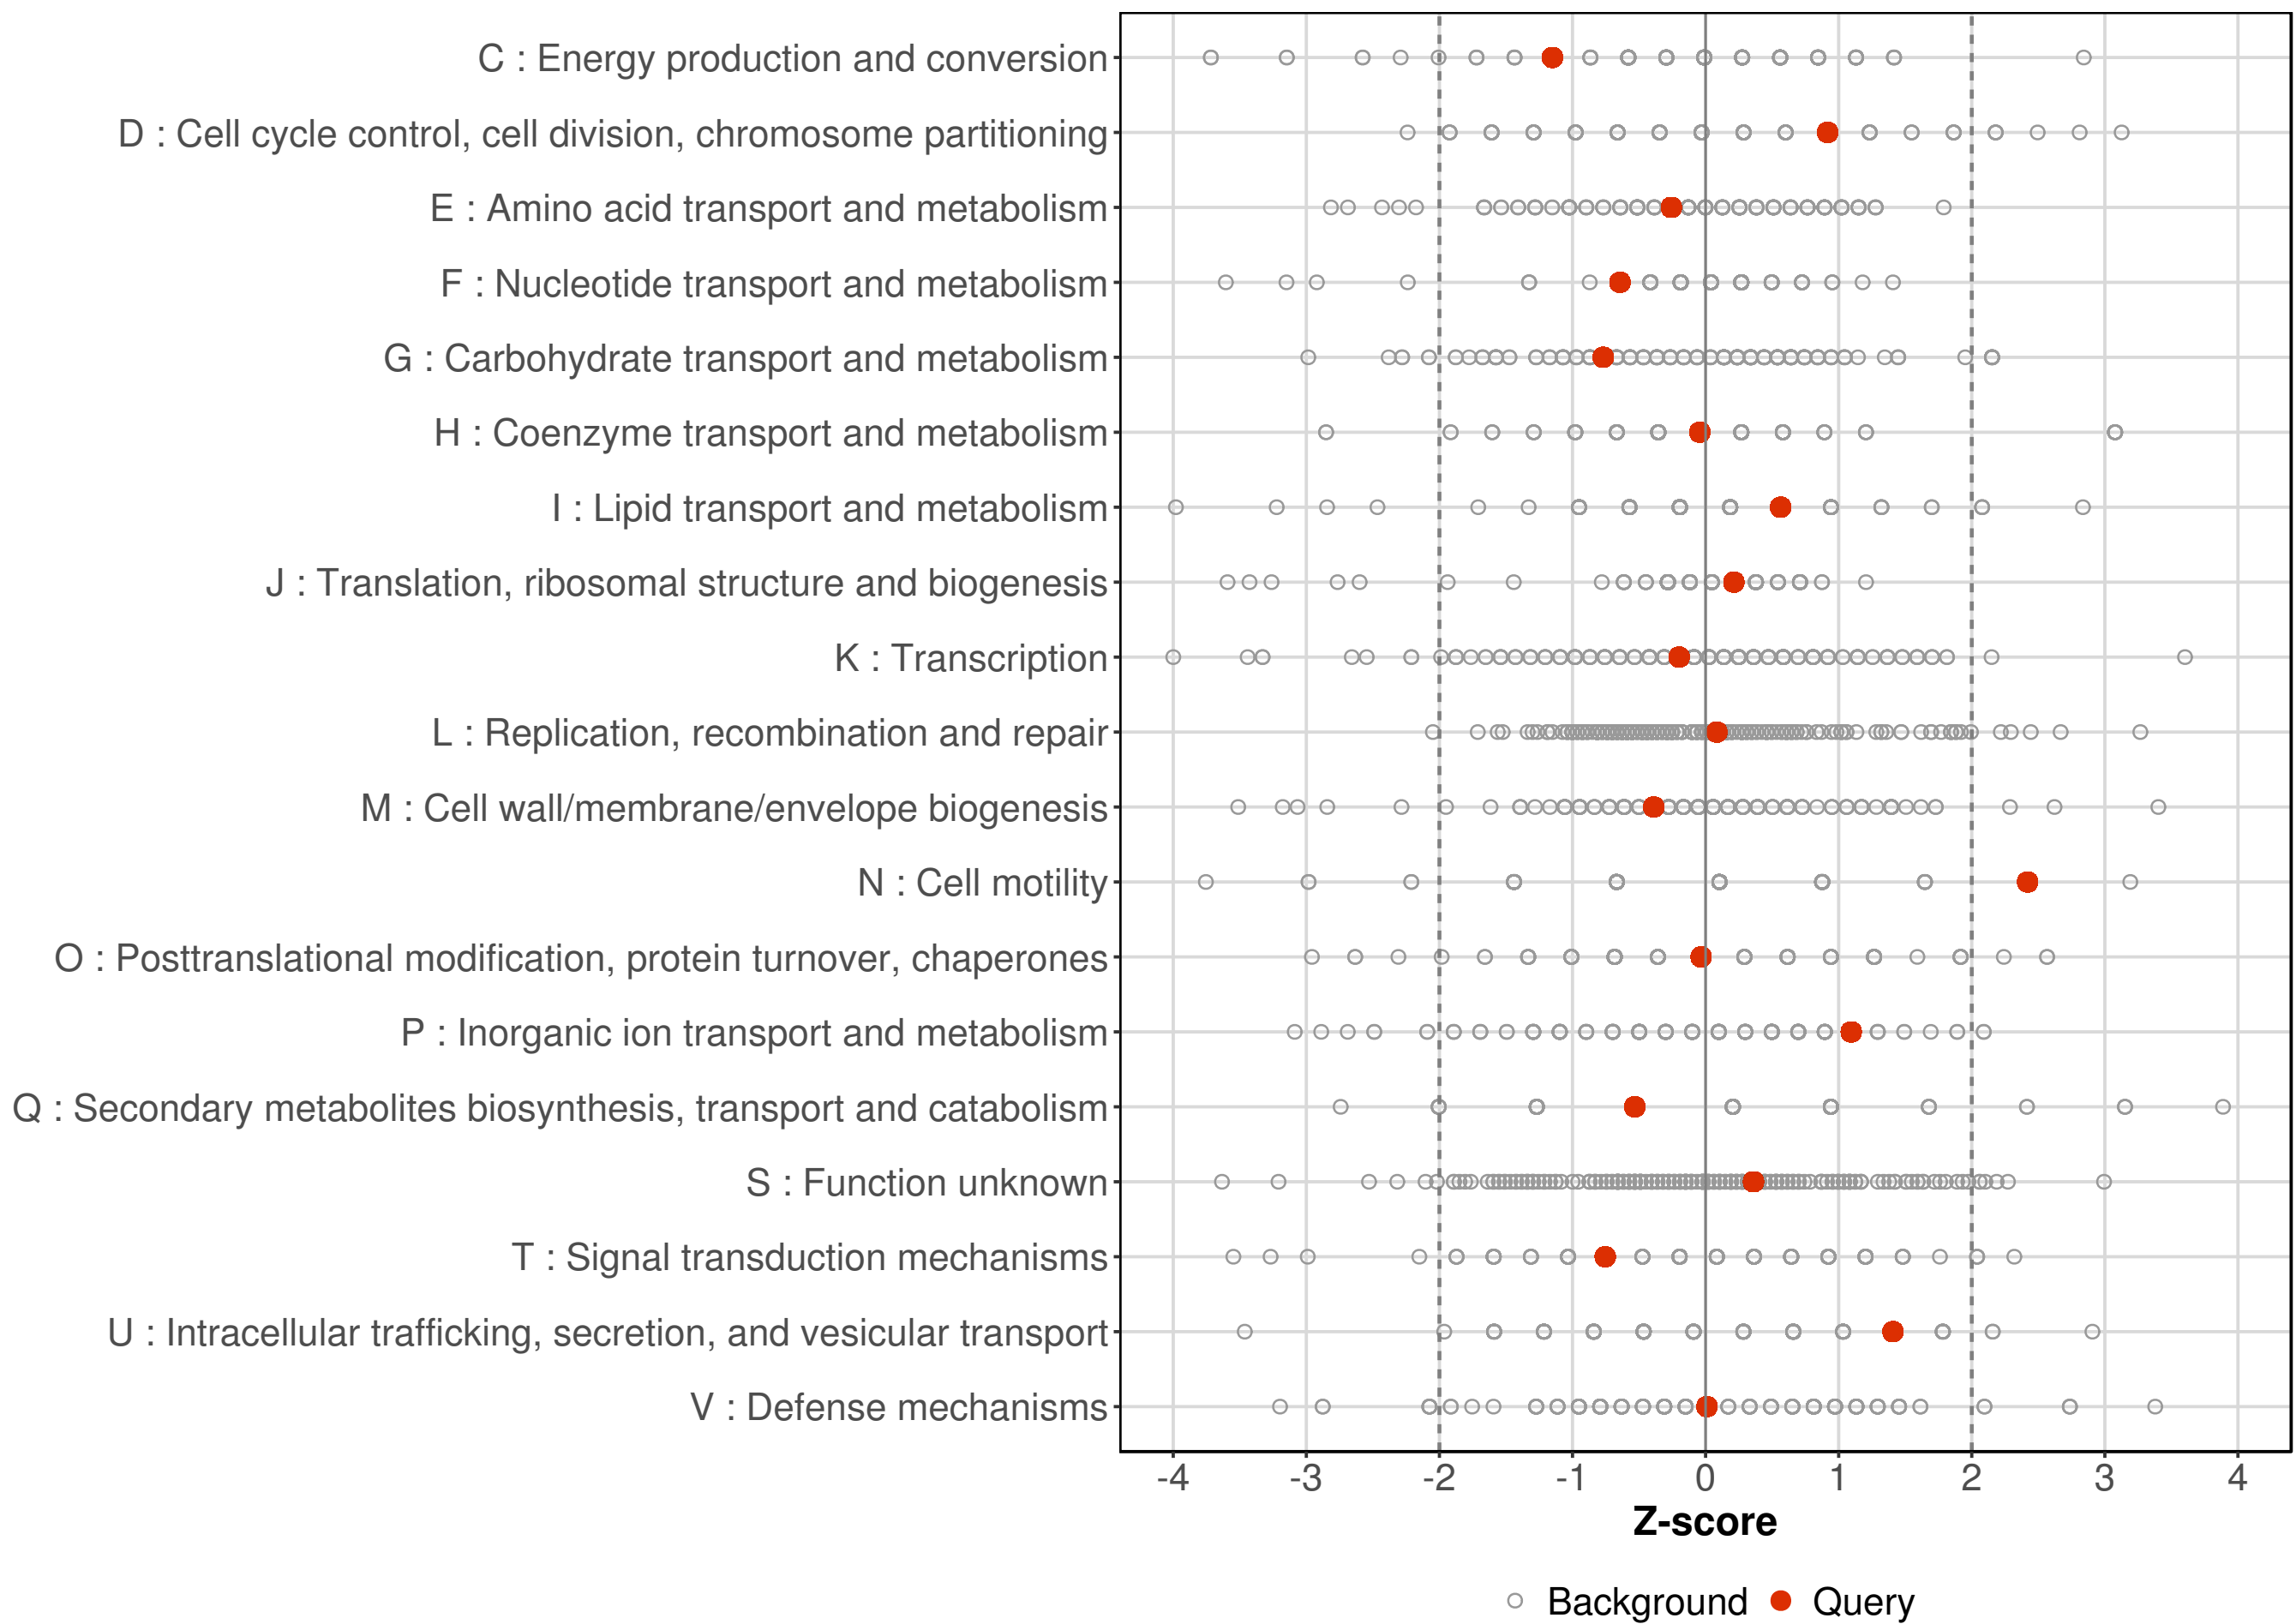 C : Energy production and conversion
D : Cell cycle control, cell division, chromosome partitioning
E : Amino acid transport and metabolism
F : Nucleotide transport and metabolism
G : Carbohydrate transport and metabolism
H : Coenzyme transport and metabolism
I : Lipid transport and metabolism
J : Translation, ribosomal structure and biogenesis
K : Transcription
L : Replication, recombination and repair
M : Cell wall/membrane/envelope biogenesis
N : Cell motility
O : Posttranslational modification, protein turnover, chaperones
P : Inorganic ion transport and metabolism
Q : Secondary metabolites biosynthesis, transport and catabolism
S : Function unknown
T : Signal transduction mechanisms
U : Intracellular trafficking, secretion, and vesicular transport
V : Defense mechanisms
-4 -3 -2 -1 0 1 2 3 4
Z-score
Background Query